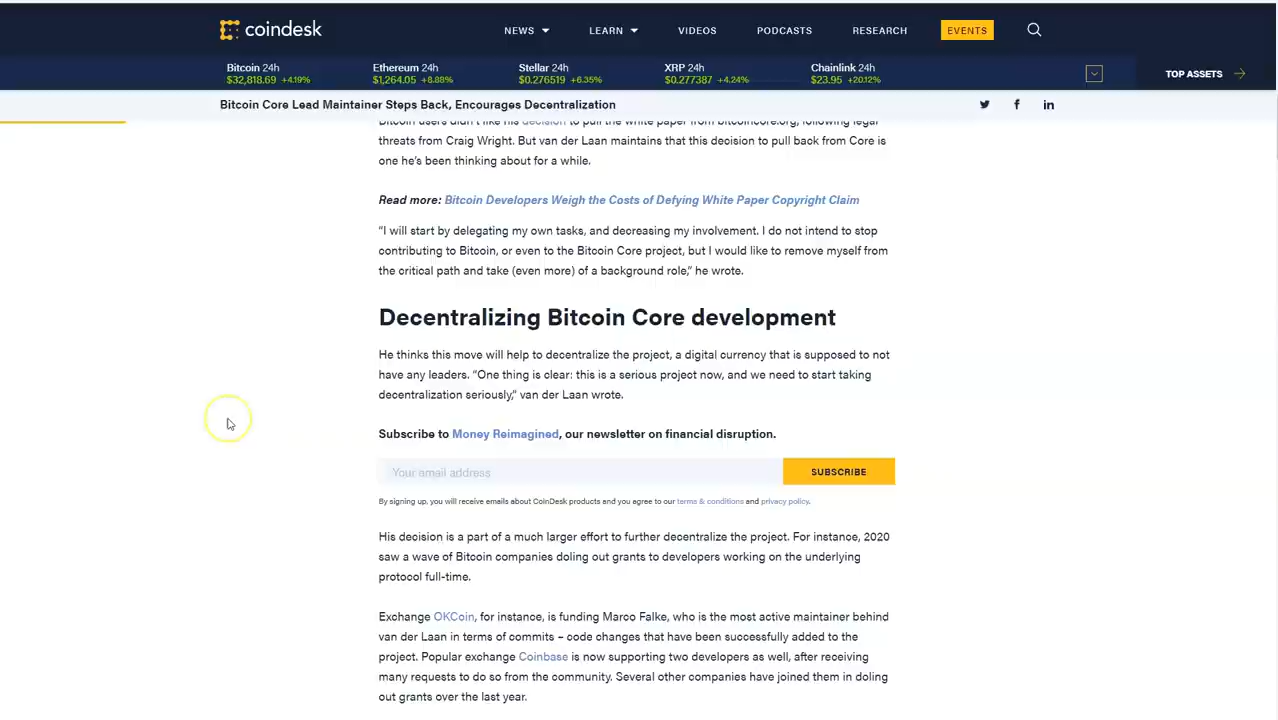 coindesk
NEWS LEARN VIDEOS PODCASTS RESEARCH EVENTS
Bitcoin 24h
$32,818.69 +4.19%
Ethereum 24h
$1,264.05 +8.88%
Stellar 24h
$0.276519 +6.35%
XRP 24h
$0.277387 +4.24%
Chainlink 24h
$23.95 +20.12%
TOP ASSETS
Bitcoin Core Lead Maintainer Steps Back, Encourages Decentralization
Bitcoin users didn't like his decision to pull the white paper from bitcoincore.org, following legal
threats from Craig Wright. But van der Laan maintains that this decision to pull back from Core is
one he's been thinking about for a while.
Read more: Bitcoin Developers Weigh the Costs of Defying White Paper Copyright Claim
“I will start by delegating my own tasks, and decreasing my involvement. I do not intend to stop
contributing to Bitcoin, or even to the Bitcoin Core project, but I would like to remove myself from
the critical path and take (even more) of a background role,” he wrote.
Decentralizing Bitcoin Core development
He thinks this move will help to decentralize the project, a digital currency that is supposed to not
have any leaders. “One thing is clear: this is a serious project now, and we need to start taking
decentralization seriously,” van der Laan wrote.
Subscribe to Money Reimagined, our newsletter on financial disruption.
Your email address
SUBSCRIBE
By signing up, you will receive emails about CoinDesk products and you agree to our terms & conditions and privacy policy.
His decision is a part of a much larger effort to further decentralize the project. For instance, 2020
saw a wave of Bitcoin companies doling out grants to developers working on the underlying
protocol full-time.
Exchange OKCoin, for instance, is funding Marco Falke, who is the most active maintainer behind
van der Laan in terms of commits – code changes that have been successfully added to the
project. Popular exchange Coinbase is now supporting two developers as well, after receiving
many requests to do so from the community. Several other companies have joined them in doling
out grants over the last year.